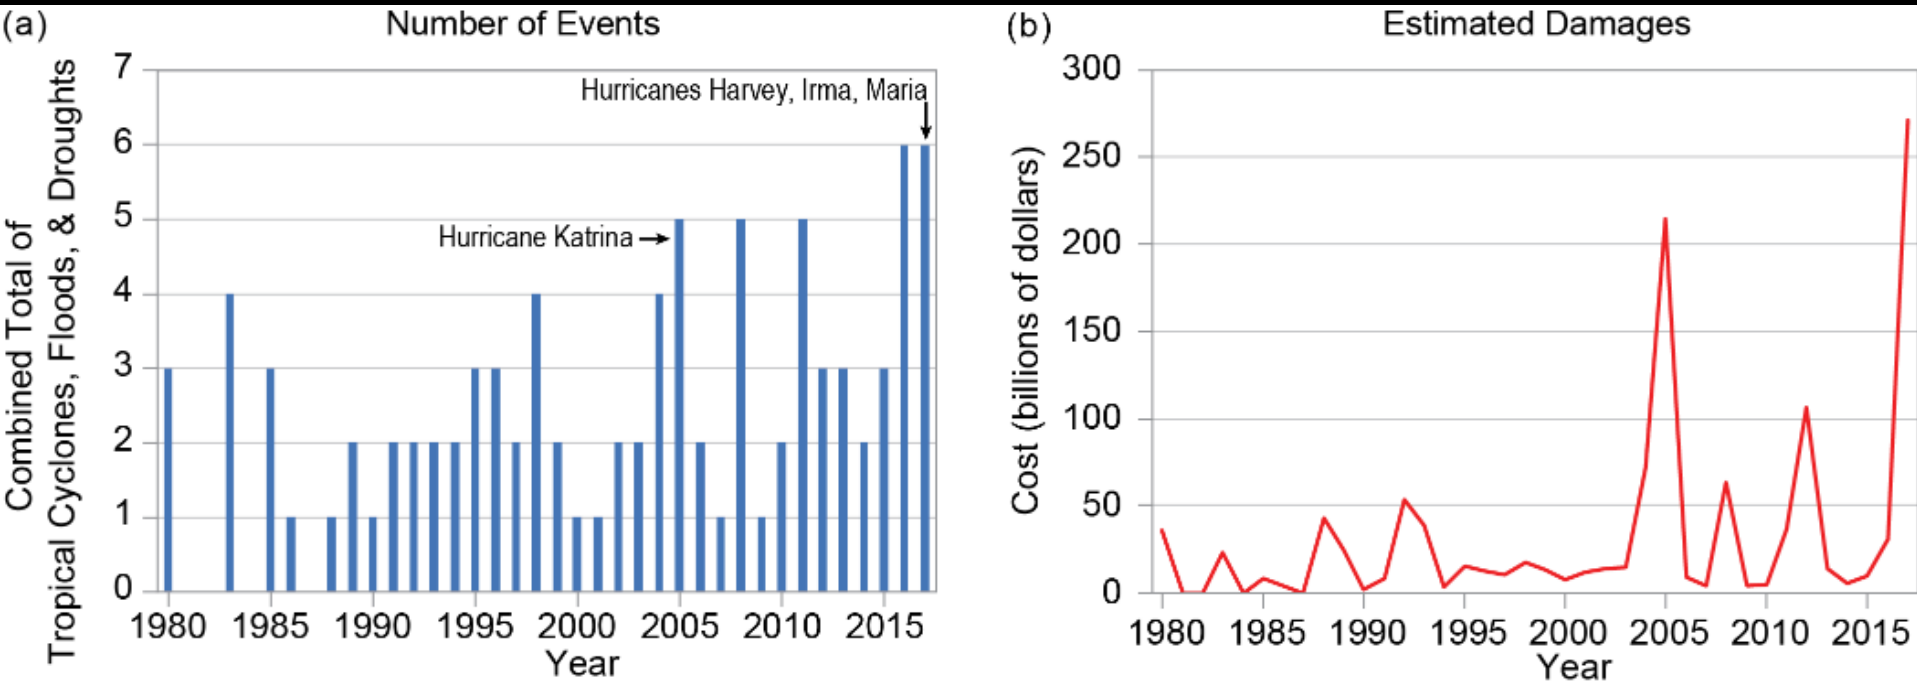 (a)
Number of Events
Combined Total of
Tropical Cyclones, Floods, & Droughts
7
6
5
4
3
2
1
0
Hurricanes Harvey, Irma, Maria
Hurricane Katrina
1980 1985 1990 1995 2000 2005 2010 2015
Year
(b)
Estimated Damages
Cost (billions of dollars)
300
250
200
150
100
50
0
1980 1985 1990 1995 2000 2005 2010 2015
Year